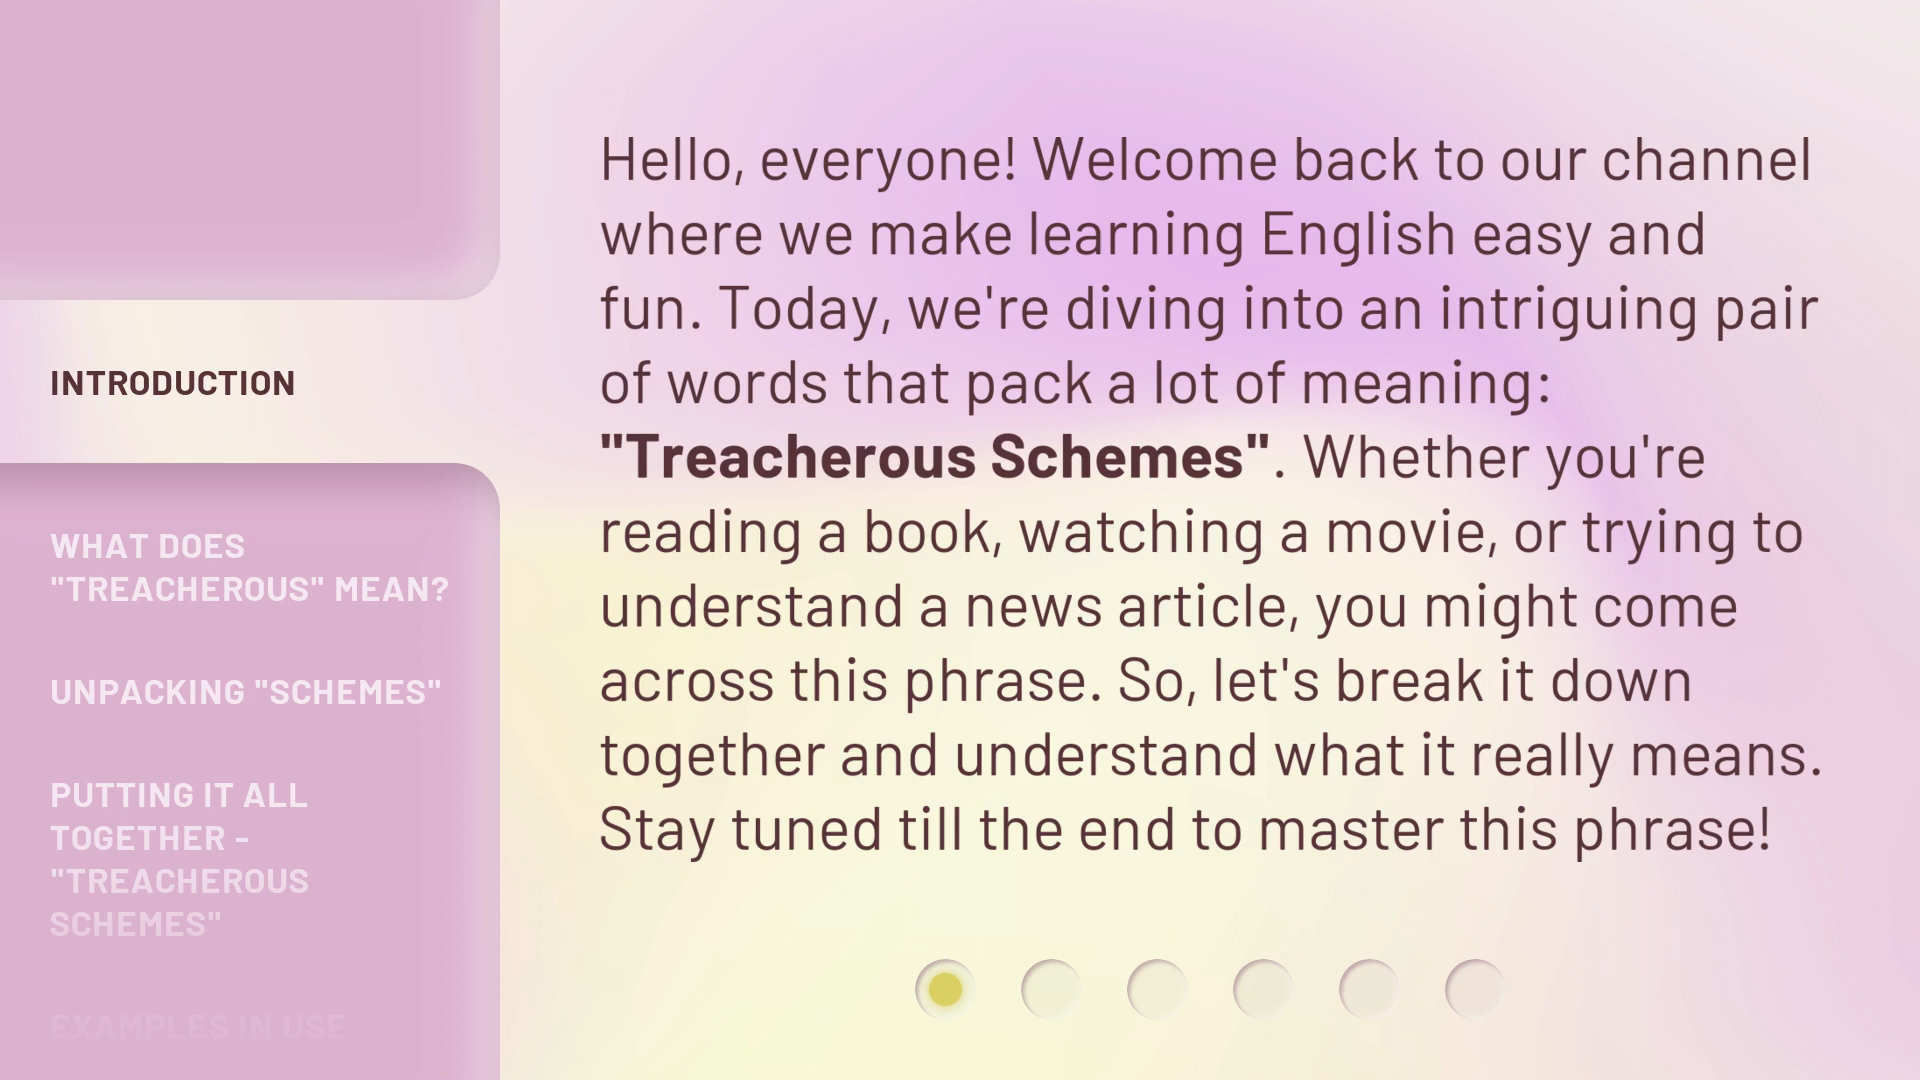 INTRODUCTION
WHAT DOES
"TREACHEROUS" MEAN?
UNPACKING "SCHEMES"
PUTTING IT ALL
TOGETHER -
"TREACHEROUS
SCHEMES"
EXAMPLES IN USE
Hello, everyone! Welcome back to our channel
where we make learning English easy and
fun. Today, we're diving into an intriguing pair
of words that pack a lot of meaning:
"Treacherous Schemes". Whether you're
reading a book, watching a movie, or trying to
understand a news article, you might come
across this phrase. So, let's break it down
together and understand what it really means.
Stay tuned till the end to master this phrase!